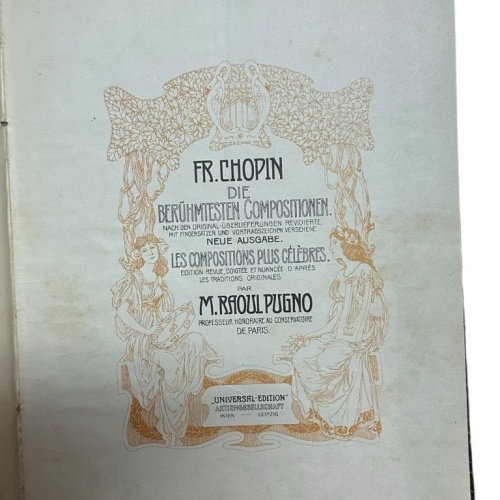 FR. CHOPIN
DIE
BERÜHMTESTEN COMPOSITIONEN.
NACH DEN ORIGINAL-ÜBERLIEFERUNGEN REVIDIERTE,
MIT FINGERSÄTZEN UND VORTRAGSZEICHEN VERSEHENE
NEUE AUSGABE.
LES COMPOSITIONS PLUS CÉLÈBRES.
EDITION REVUE, DOIGTÉE ET NUANCÉE D'APRÈS
LES TRADITIONS ORIGINALES
PAR
M. RAOUL PUGNO
PROFESSEUR HONORAIRE AU CONSERVATOIRE
DE PARIS.
„UNIVERSAL-EDITION"
AKTIENGESELLSCHAFT
WIEN — LEIPZIG